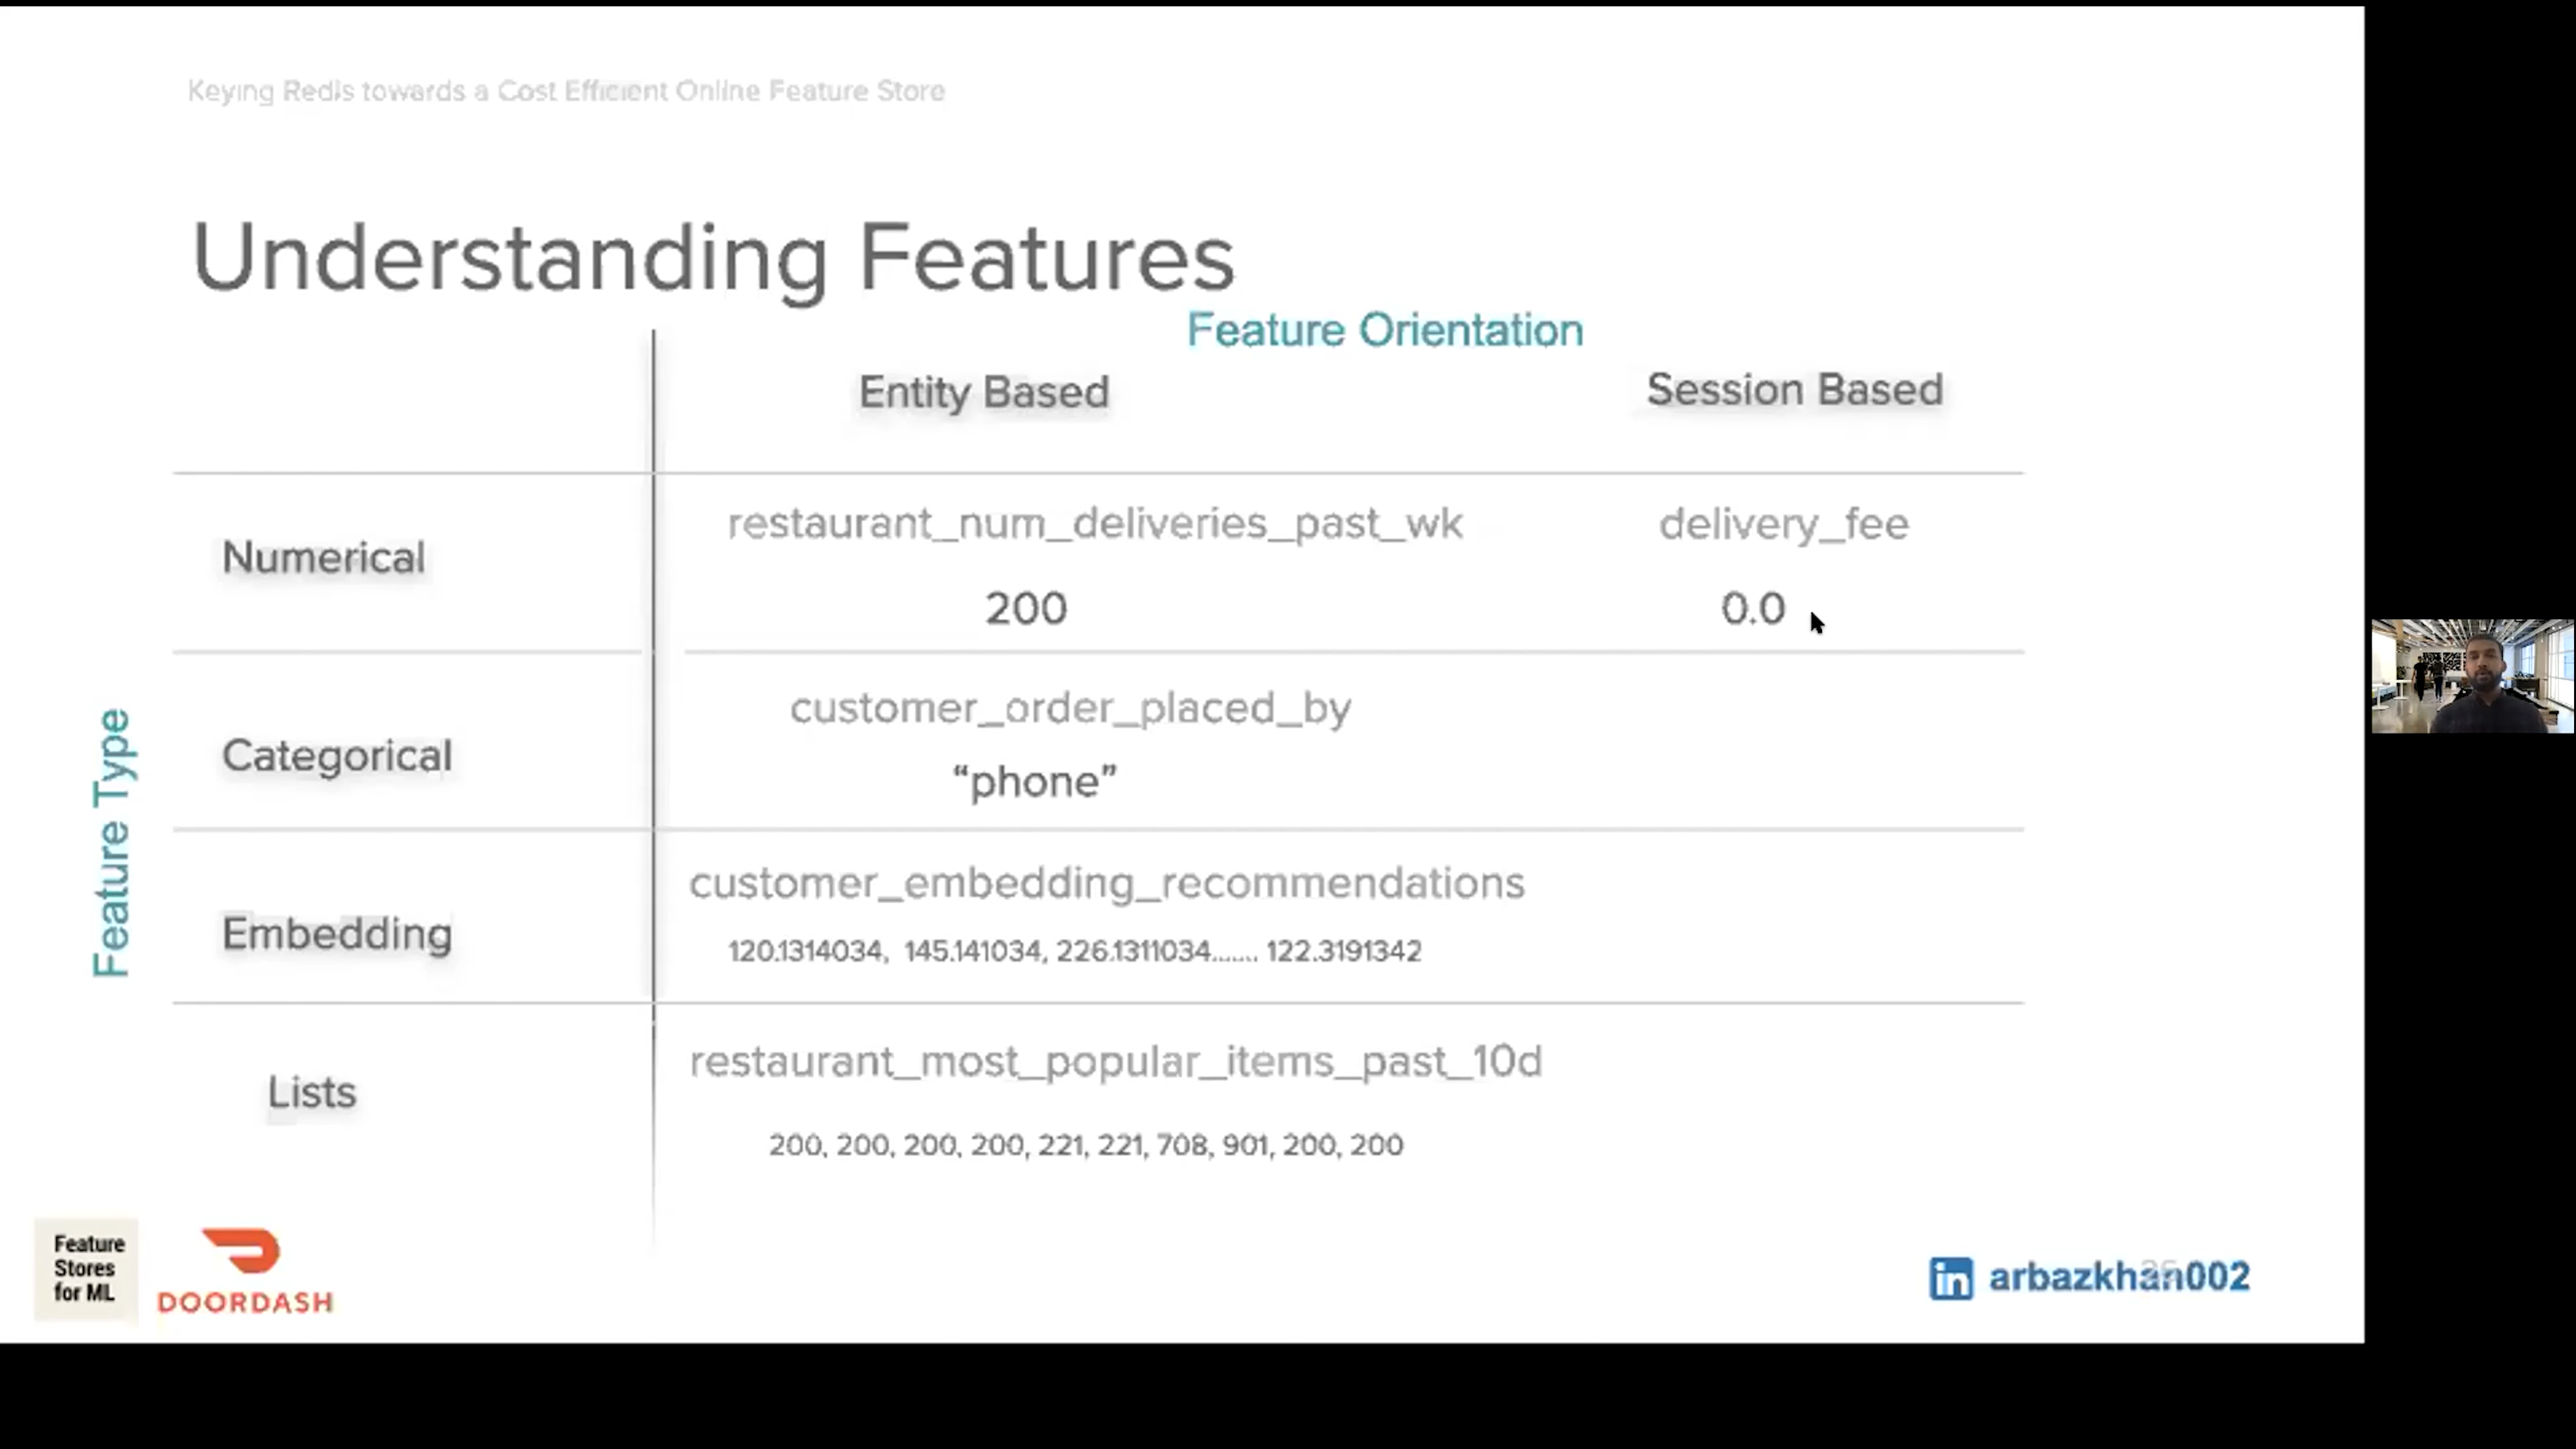 Keying Redis towards a Cost Efficient Online Feature Store
Understanding Features
Feature Orientation
Entity Based
Session Based
Feature Type
Numerical
restaurant_num_deliveries_past_wk
delivery_fee
200
0.0
Categorical
customer_order_placed_by
“phone”
Embedding
customer_embedding_recommendations
120.1314034, 145.141034, 226.1311034....... 122.3191342
Lists
restaurant_most_popular_items_past_10d
200, 200, 200, 200, 221, 221, 708, 901, 200, 200
Feature
Stores
for ML
DOORDASH
in arbazkhan002